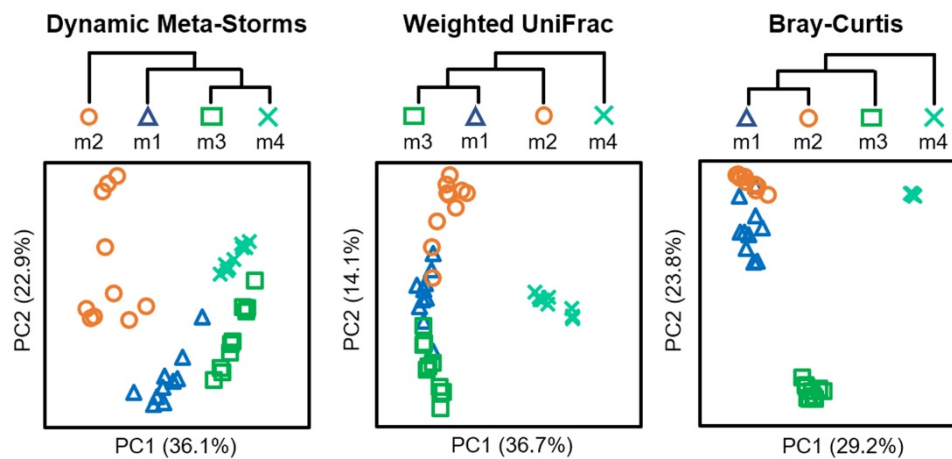 Dynamic Meta-Storms
m2 m1 m3 m4
PC2 (22.9%)
PC1 (36.1%)
Weighted UniFrac
m3 m1 m2 m4
PC2 (14.1%)
PC1 (36.7%)
Bray-Curtis
m1 m2 m3 m4
PC2 (23.8%)
PC1 (29.2%)